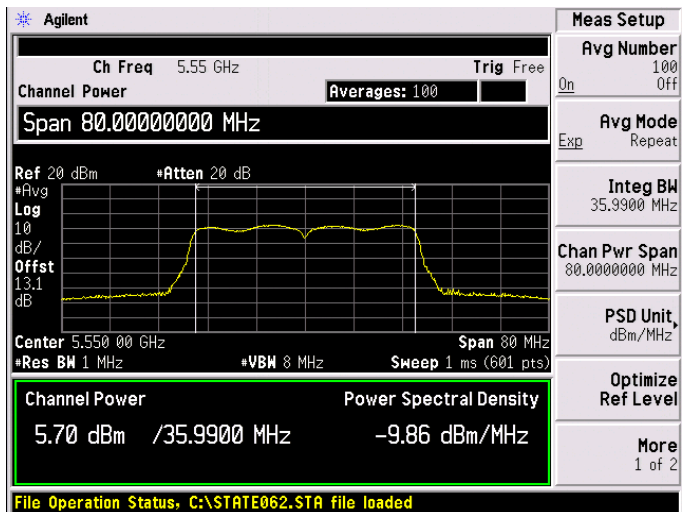 Agilent
Meas Setup
Ch Freq 5.55 GHz Trig Free
Channel Power Averages: 100
Span 80.00000000 MHz
Ref 20 dBm #Atten 20 dB
#Avg
Log
10
dB/
Offst
13.1
dB
Center 5.550 00 GHz Span 80 MHz
#Res BW 1 MHz #VBW 8 MHz Sweep 1 ms (601 pts)
Channel Power Power Spectral Density
5.70 dBm /35.9900 MHz -9.86 dBm/MHz
File Operation Status, C:\STATE062.STA file loaded
Avg Number
100
On Off
Avg Mode
Exp Repeat
Integ BW
35.9900 MHz
Chan Pwr Span
80.0000000 MHz
PSD Unit
dBm/MHz
Optimize
Ref Level
More
1 of 2